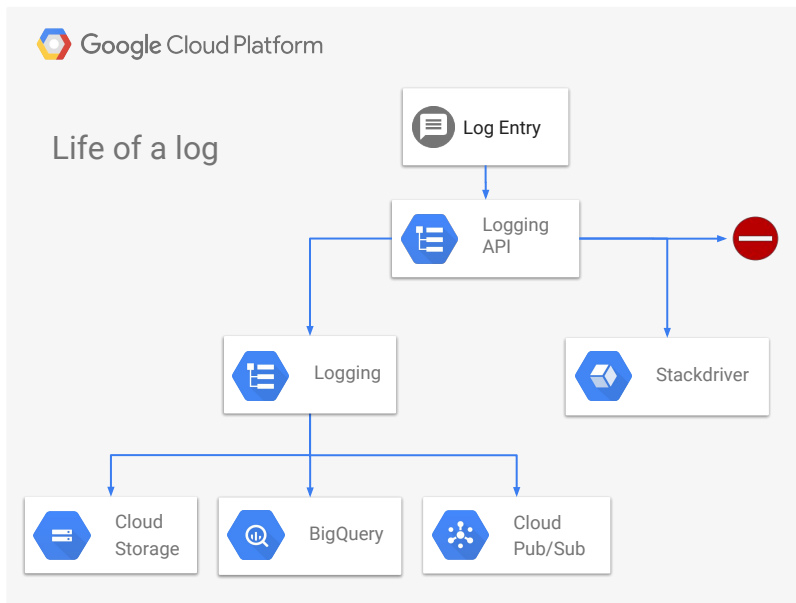 Google Cloud Platform
Life of a log
Log Entry
Logging
API
Logging
Stackdriver
Cloud
Storage
BigQuery
Cloud
Pub/Sub